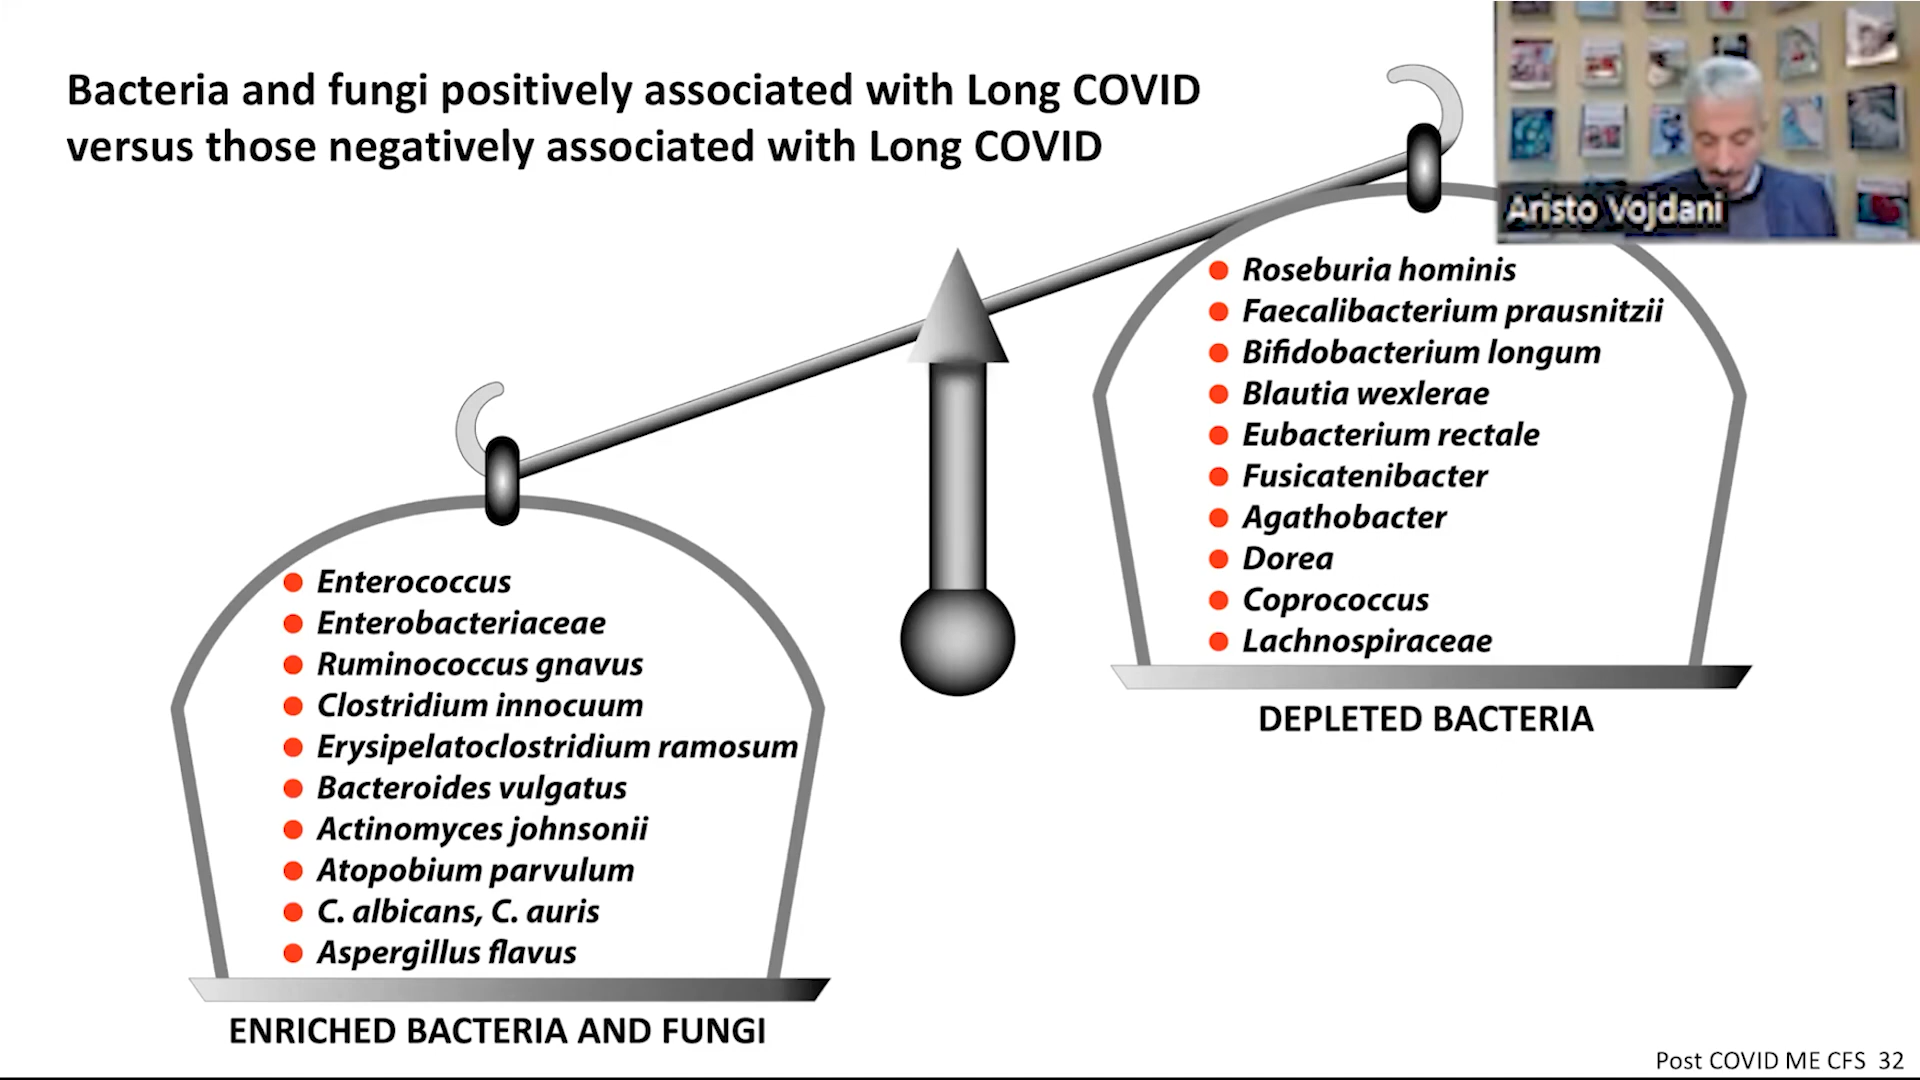 Bacteria and fungi positively associated with Long COVID
versus those negatively associated with Long COVID
Aristo Vojdani
Roseburia hominis
Faecalibacterium prausnitzii
Bifidobacterium longum
Blautia wexlerae
Eubacterium rectale
Fusicatenibacter
Agathobacter
Dorea
Coprococcus
Lachnospiraceae
DEPLETED BACTERIA
Enterococcus
Enterobacteriaceae
Ruminococcus gnavus
Clostridium innocuum
Erysipelatoclostridium ramosum
Bacteroides vulgatus
Actinomyces johnsonii
Atopobium parvulum
C. albicans, C. auris
Aspergillus flavus
ENRICHED BACTERIA AND FUNGI
Post COVID ME CFS 32